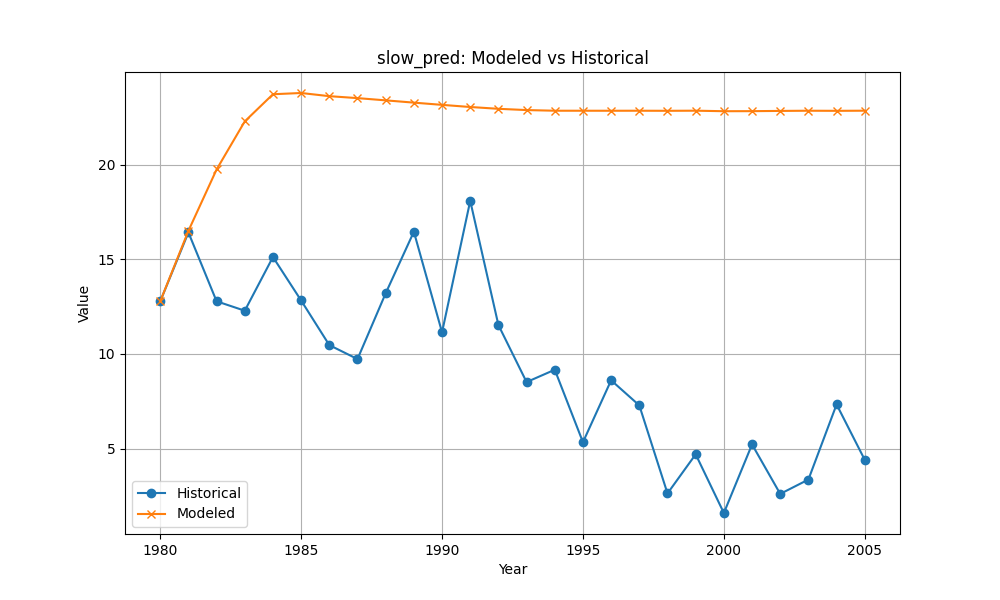 slow_pred: Modeled vs Historical
Value
20
15
10
5
Historical
Modeled
1980 1985 1990 1995 2000 2005
Year